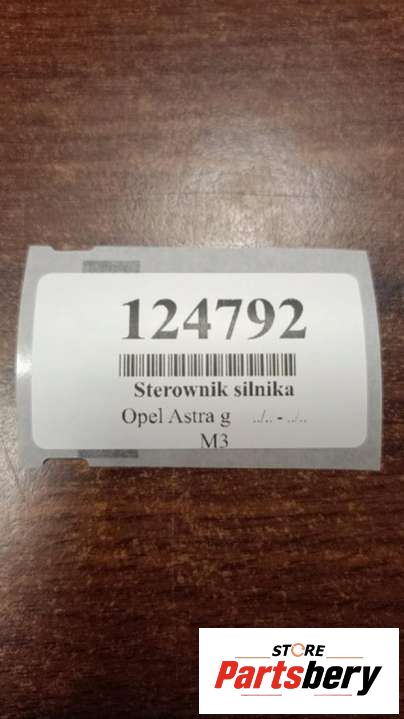 124792
Sterownik silnika
Opel Astra g ../.. - ../..
M3
STORE
Partsbery